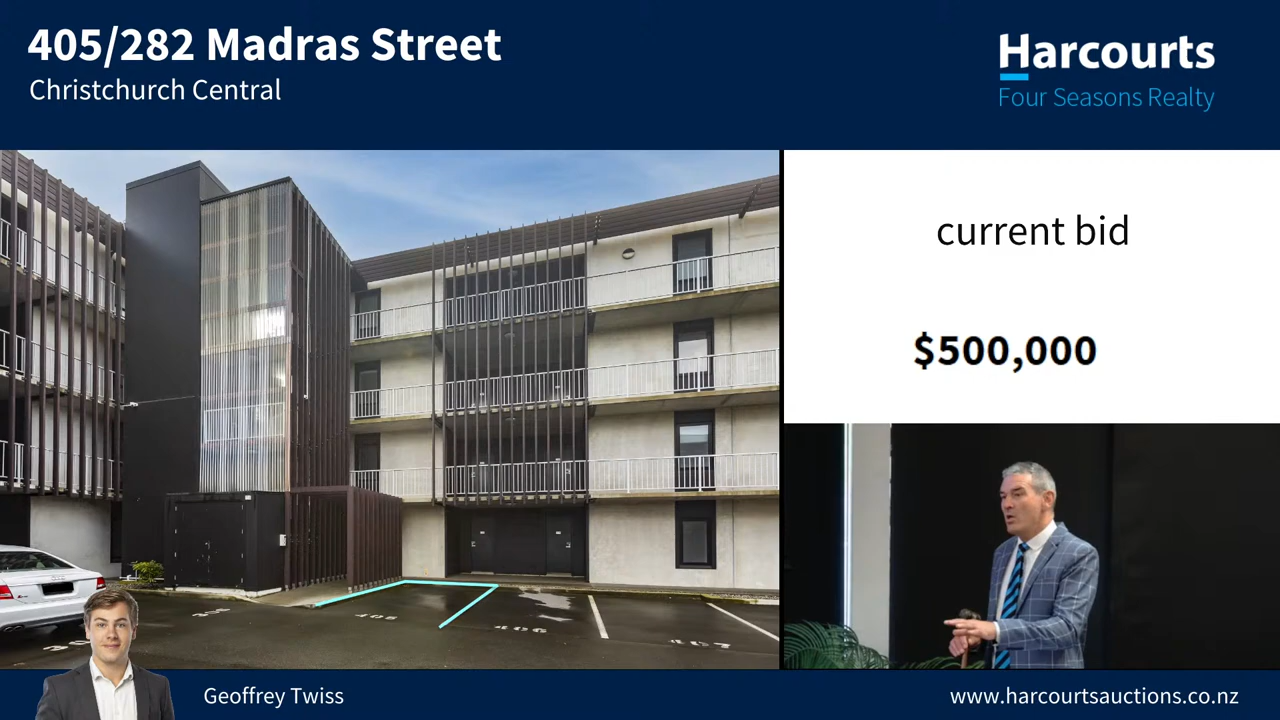 405/282 Madras Street
Christchurch Central
Harcourts
Four Seasons Realty
current bid
$500,000
405
406
407
Geoffrey Twiss
www.harcourtsauctions.co.nz